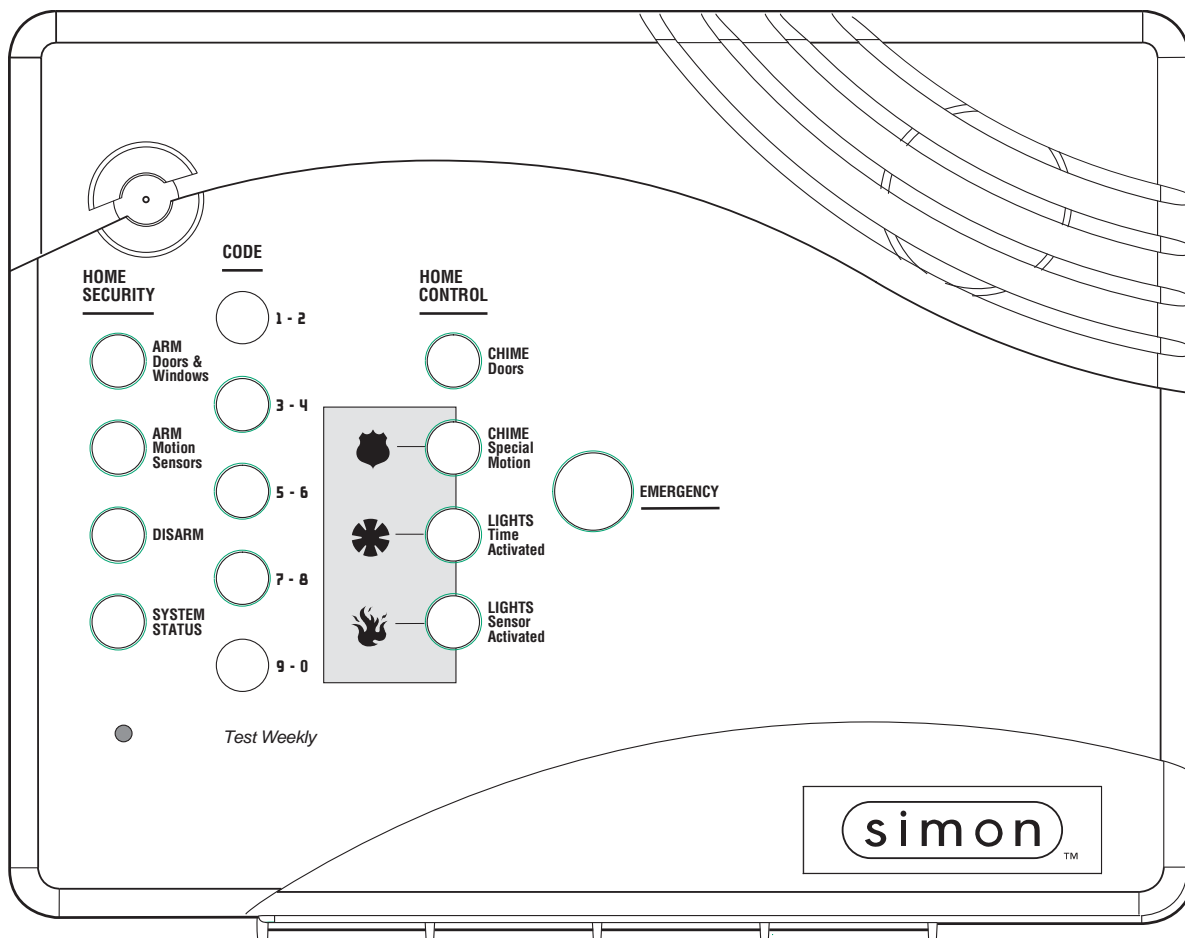 CODE
HOME
SECURITY
HOME
CONTROL
1 - 2
ARM
Doors &
Windows
CHIME
Doors
3 - 4
ARM
Motion
Sensors
CHIME
Special
Motion
5 - 6
EMERGENCY
DISARM
LIGHTS
Time
Activated
7 - 8
SYSTEM
STATUS
LIGHTS
Sensor
Activated
9 - 0
Test Weekly
simon
TM